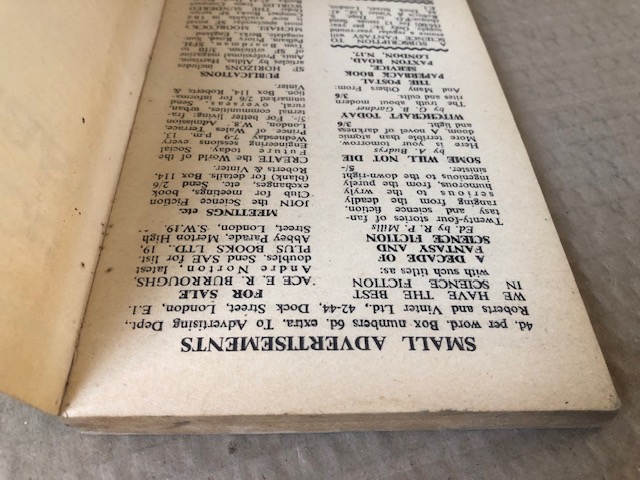 SMALL ADVERTISEMENTS
4d. per word. Box numbers 6d. extra. To Advertising Dept.,
Roberts and Vinter, Ltd., 42-44, Dock Street, London, E.1.
WE HAVE THE BEST
IN SCIENCE FICTION
with such titles as:
A DECADE OF
FANTASY AND
SCIENCE FICTION
Ed. by R. P. Mills
Twenty-four stories of fan-
tasy and science fiction,
ranging from the deadly
serious to the wryly
humorous, from the purely
ingenious to the down-right
sinister. 5/-
SOME WILL NOT DIE
by A. Budrys
Here is your tomorrow.
More terrible than atomic
doom. A novel of darkness
and light. 3/6
WITCHCRAFT TODAY
by G. B. Gardner
The truth about modern
rites and cults 3/6
And Many Others From:
THE POSTAL
PAPERBACK BOOK
SERVICE,
PAXTON ROAD,
LONDON, N.17.
A SUBSCRIPTION TO
SCIENCE FANTASY
FOR SALE
ACE E. R. BURROUGHS,
Andre Norton, latest
doubles. Send SAE for list.
PLUS BOOKS LTD., 19,
Abbey Parade, Merton High
Street, London, S.W.19.
MEETINGS etc.
JOIN the Science Fiction
Club for meetings, book
exchanges, etc. Send 2/6
(blank) for details Box 114,
Roberts & Vinter.
CREATE the World of the
Future today. Social
Engineering sessions every
Wednesday 7-9 p.m. 13,
Prince of Wales Terrace,
London, W.8. Admission
5/-. For better living: fra-
ternal communities, urban,
rural, overseas. Send
unmarked 2/6 for informa-
tion Box 114, Roberts &
Vinter.
PUBLICATIONS
SF HORIZONS